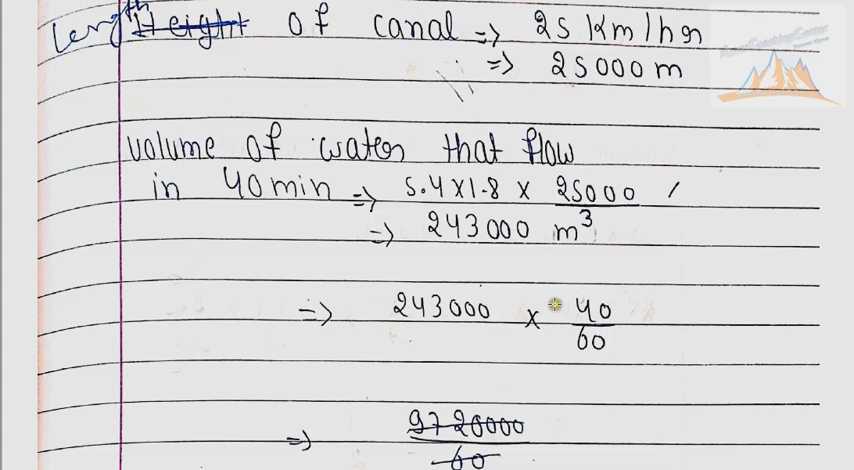 Length Height of canal => 25 km/hr
=> 25000 m
volume of water that flow
in 40 min => 5.4 X 1.8 x 25000 /
=> 243000 m³
=> 243000 x 40/60
=> 9720000/60